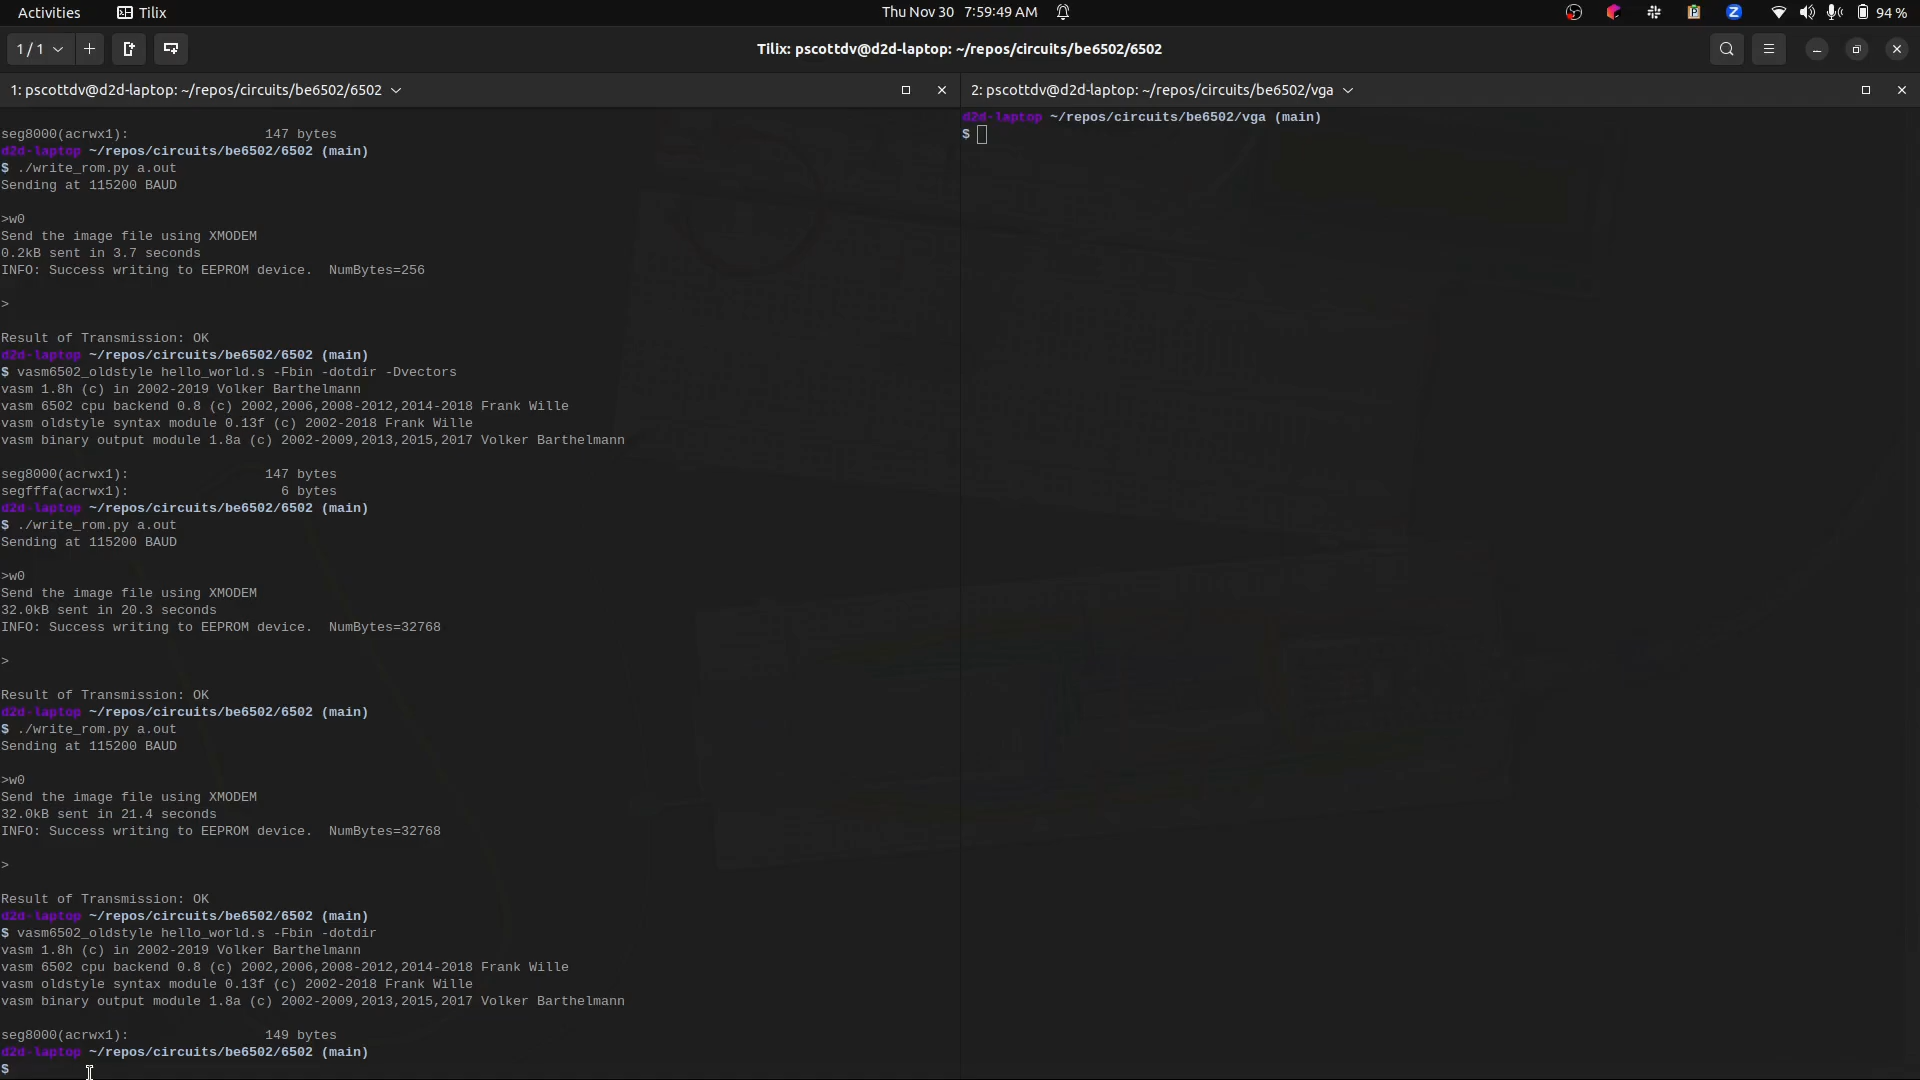 Activities Tilix Thu Nov 30 7:59:49 AM 94 %
1 / 1 Tilix: pscottdv@d2d-laptop: ~/repos/circuits/be6502/6502
1: pscottdv@d2d-laptop: ~/repos/circuits/be6502/6502
seg8000(acrwx1): 147 bytes
d2d-laptop ~/repos/circuits/be6502/6502 (main)
$ ./write_rom.py a.out
Sending at 115200 BAUD
>w0
Send the image file using XMODEM
0.2kB sent in 3.7 seconds
INFO: Success writing to EEPROM device. NumBytes=256
>
Result of Transmission: OK
d2d-laptop ~/repos/circuits/be6502/6502 (main)
$ vasm6502_oldstyle hello_world.s -Fbin -dotdir -Dvectors
vasm 1.8h (c) in 2002-2019 Volker Barthelmann
vasm 6502 cpu backend 0.8 (c) 2002,2006,2008-2012,2014-2018 Frank Wille
vasm oldstyle syntax module 0.13f (c) 2002-2018 Frank Wille
vasm binary output module 1.8a (c) 2002-2009,2013,2015,2017 Volker Barthelmann
seg8000(acrwx1): 147 bytes
segfffa(acrwx1): 6 bytes
d2d-laptop ~/repos/circuits/be6502/6502 (main)
$ ./write_rom.py a.out
Sending at 115200 BAUD
>w0
Send the image file using XMODEM
32.0kB sent in 20.3 seconds
INFO: Success writing to EEPROM device. NumBytes=32768
>
Result of Transmission: OK
d2d-laptop ~/repos/circuits/be6502/6502 (main)
$ ./write_rom.py a.out
Sending at 115200 BAUD
>w0
Send the image file using XMODEM
32.0kB sent in 21.4 seconds
INFO: Success writing to EEPROM device. NumBytes=32768
>
Result of Transmission: OK
d2d-laptop ~/repos/circuits/be6502/6502 (main)
$ vasm6502_oldstyle hello_world.s -Fbin -dotdir
vasm 1.8h (c) in 2002-2019 Volker Barthelmann
vasm 6502 cpu backend 0.8 (c) 2002,2006,2008-2012,2014-2018 Frank Wille
vasm oldstyle syntax module 0.13f (c) 2002-2018 Frank Wille
vasm binary output module 1.8a (c) 2002-2009,2013,2015,2017 Volker Barthelmann
seg8000(acrwx1): 149 bytes
d2d-laptop ~/repos/circuits/be6502/6502 (main)
$
2: pscottdv@d2d-laptop: ~/repos/circuits/be6502/vga
d2d-laptop ~/repos/circuits/be6502/vga (main)
$